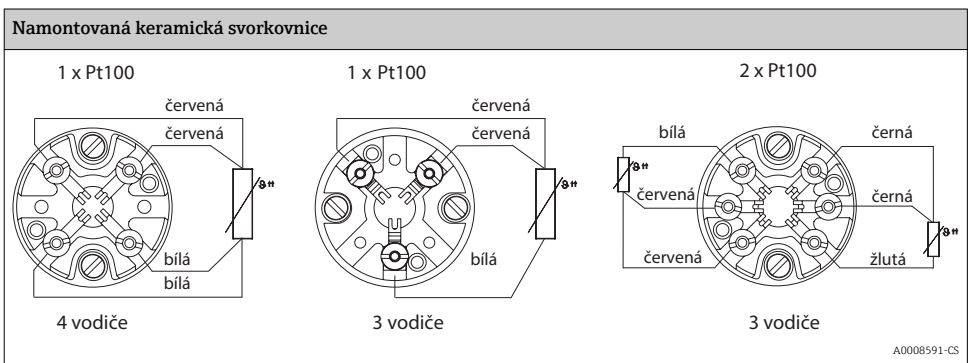 Namontovaná keramická svorkovnice
1 x Pt100
1 x Pt100
2 x Pt100
červená
červená
bílá
bílá
4 vodiče
červená
červená
bílá
3 vodiče
bílá
červená
červená
černá
černá
žlutá
3 vodiče
A0008591-CS